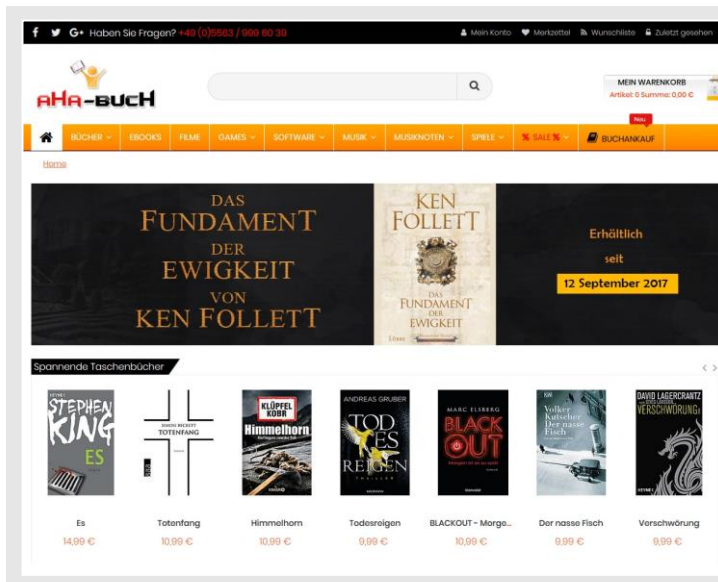 Haben Sie Fragen? +49 (0)5563 / 999 60 39
Mein Konto Merkzettel Wunschliste Zuletzt gesehen
AHA-BUCH
MEIN WARENKORB
Artikel: 0 Summe: 0,00 €
Neu
BÜCHER EBOOKS FILME GAMES SOFTWARE MUSIK MUSIKNOTEN SPIELE % SALE % BUCHANKAUF
Home
DAS
FUNDAMENT
DER
EWIGKEIT
VON
KEN FOLLETT
KEN
FOLLETT
DAS
FUNDAMENT
DER
EWIGKEIT
Erhältlich
seit
12 September 2017
Spannende Taschenbücher
STEPHEN
KING
ES
SIMON BECKETT
TOTENFANG
KLÜPFEL
KOBR
Himmelhorn
ANDREAS GRUBER
TOD
ES
REIGEN
THRILLER
MARC ELSBERG
BLACK
OUT
Volker
Kutscher
Der nasse
Fisch
DAVID LAGERCRANTZ
VERSCHWÖRUNG
Es Totenfang Himmelhorn Todesreigen BLACKOUT - Morge... Der nasse Fisch Verschwörung
14,99 € 10,99 € 10,99 € 9,99 € 10,99 € 9,99 € 9,99 €